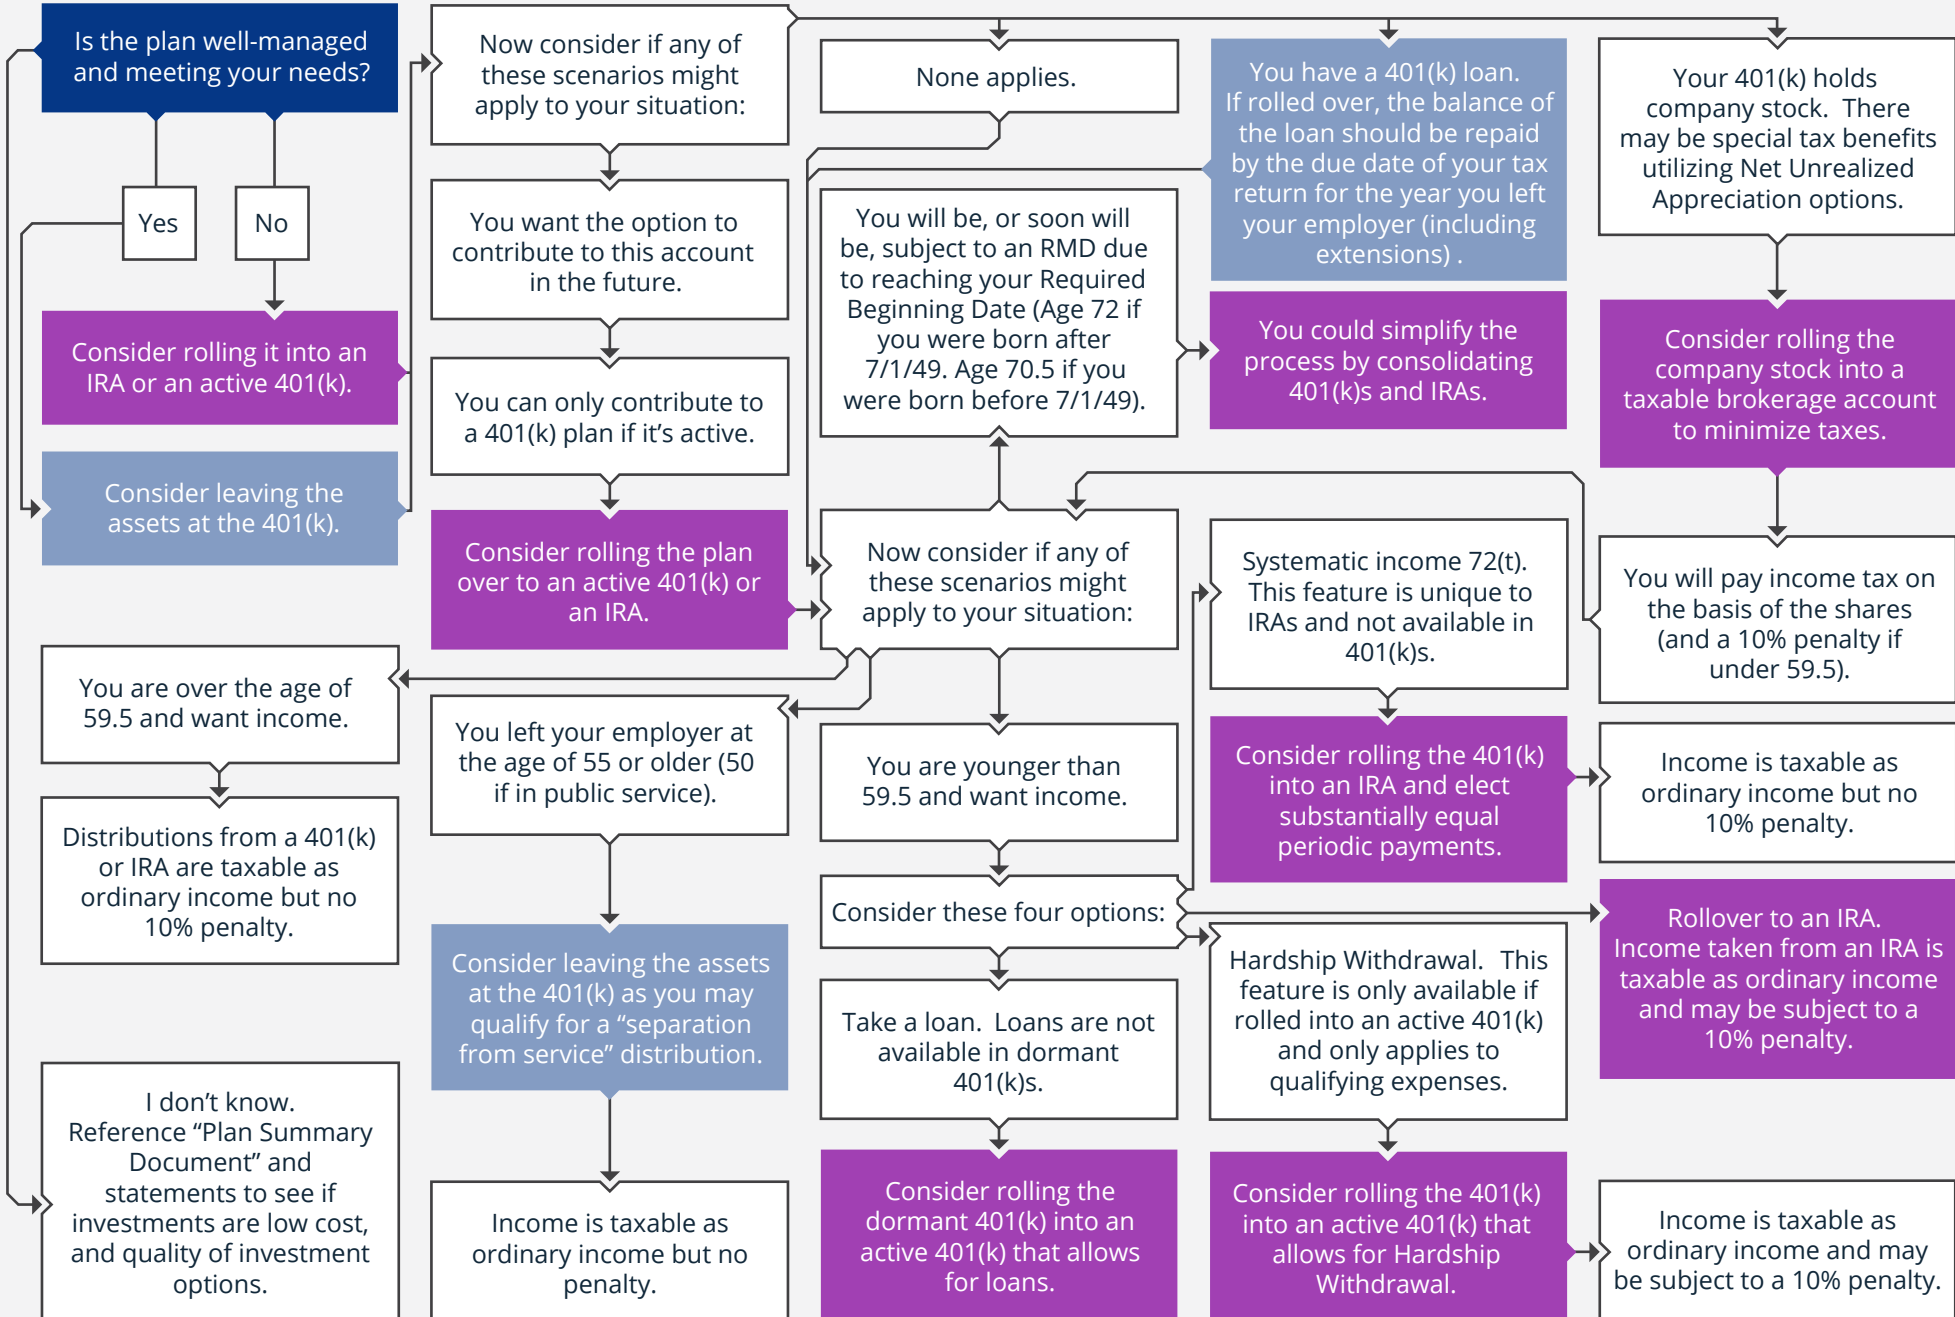 Is the plan well-managed
and meeting your needs?
Yes
No
Consider rolling it into an
IRA or an active 401(k).
Consider leaving the
assets at the 401(k).
Now consider if any of
these scenarios might
apply to your situation:
You want the option to
contribute to this account
in the future.
You can only contribute to
a 401(k) plan if it’s active.
Consider rolling the plan
over to an active 401(k) or
an IRA.
None applies.
You have a 401(k) loan.
If rolled over, the balance of
the loan should be repaid
by the due date of your tax
return for the year you left
your employer (including
extensions) .
Your 401(k) holds
company stock.  There
may be special tax benefits
utilizing Net Unrealized
Appreciation options.
Consider rolling the
company stock into a
taxable brokerage account
to minimize taxes.
You will pay income tax on
the basis of the shares
(and a 10% penalty if
under 59.5).
Now consider if any of
these scenarios might
apply to your situation:
You will be, or soon will
be, subject to an RMD due
to reaching your Required
Beginning Date (Age 72 if
you were born after
7/1/49. Age 70.5 if you
were born before 7/1/49).
You could simplify the
process by consolidating
401(k)s and IRAs.
You are over the age of
59.5 and want income.
Distributions from a 401(k)
or IRA are taxable as
ordinary income but no
10% penalty.
You left your employer at
the age of 55 or older (50
if in public service).
Consider leaving the assets
at the 401(k) as you may
qualify for a “separation
from service” distribution.
Income is taxable as
ordinary income but no
penalty.
You are younger than
59.5 and want income.
Consider these four options:
Systematic income 72(t).
This feature is unique to
IRAs and not available in
401(k)s.
Consider rolling the 401(k)
into an IRA and elect
substantially equal
periodic payments.
Income is taxable as
ordinary income but no
10% penalty.
Rollover to an IRA.
Income taken from an IRA is
taxable as ordinary income
and may be subject to a
10% penalty.
Hardship Withdrawal.  This
feature is only available if
rolled into an active 401(k)
and only applies to
qualifying expenses.
Consider rolling the 401(k)
into an active 401(k) that
allows for Hardship
Withdrawal.
Income is taxable as
ordinary income and may
be subject to a 10% penalty.
Take a loan.  Loans are not
available in dormant
401(k)s.
Consider rolling the
dormant 401(k) into an
active 401(k) that allows
for loans.
I don’t know.
Reference “Plan Summary
Document” and
statements to see if
investments are low cost,
and quality of investment
options.